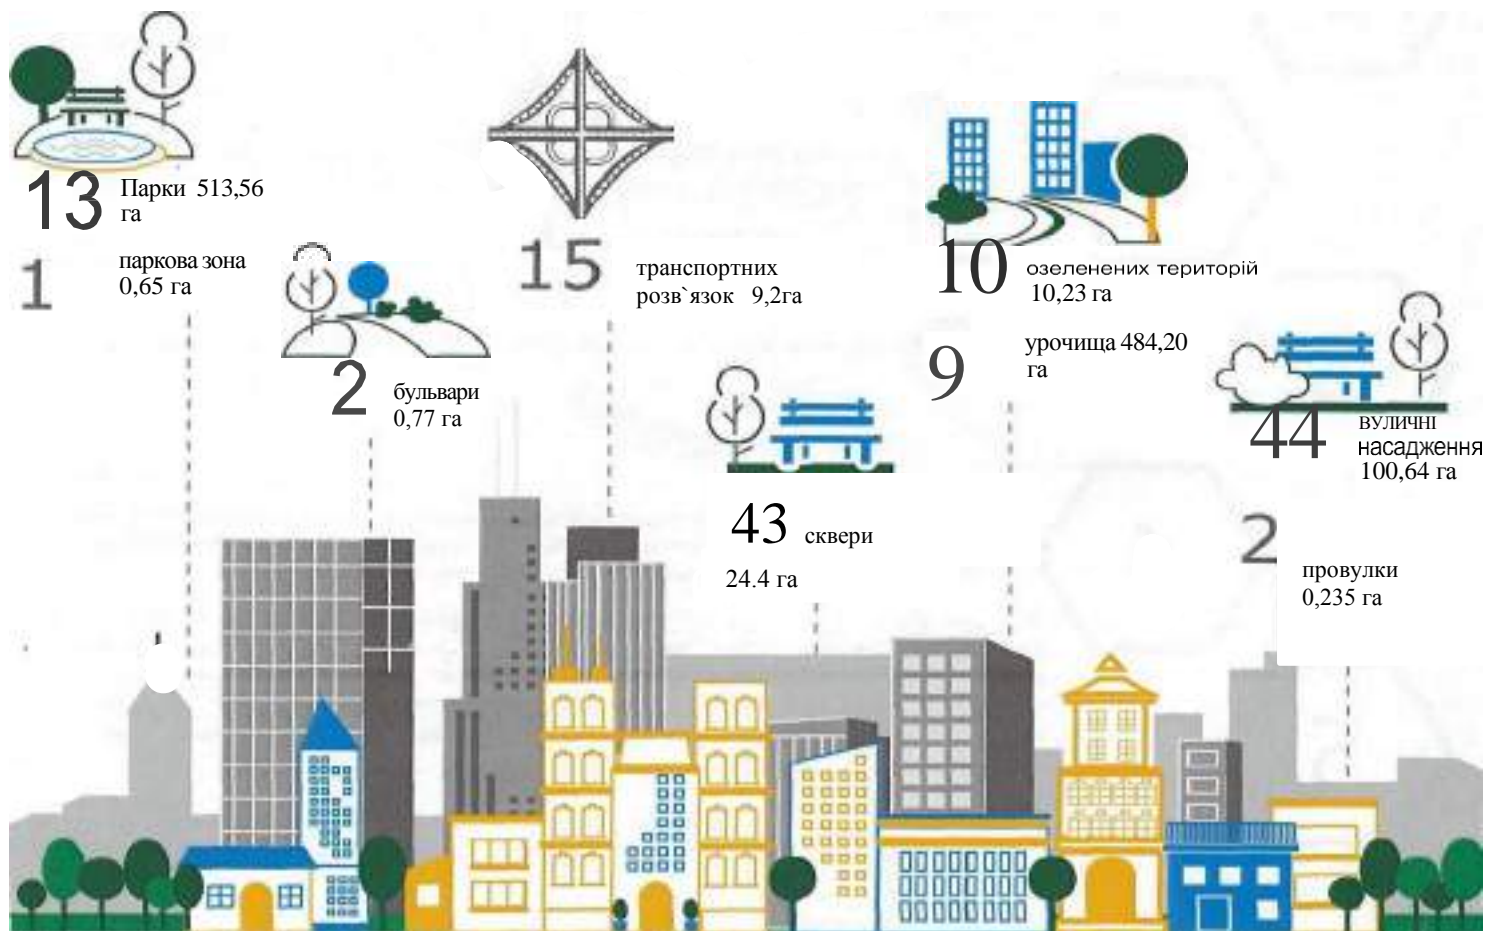 13 Парки 513,56
га
1 паркова зона
0,65 га
2 бульвари
0,77 га
15 транспортних
розв`язок 9,2га
43 сквери
24.4 га
10 озеленених територій
10,23 га
9 урочища 484,20
га
44 ВУЛИЧНІ
насадження
100,64 га
2 провулки
0,235 га